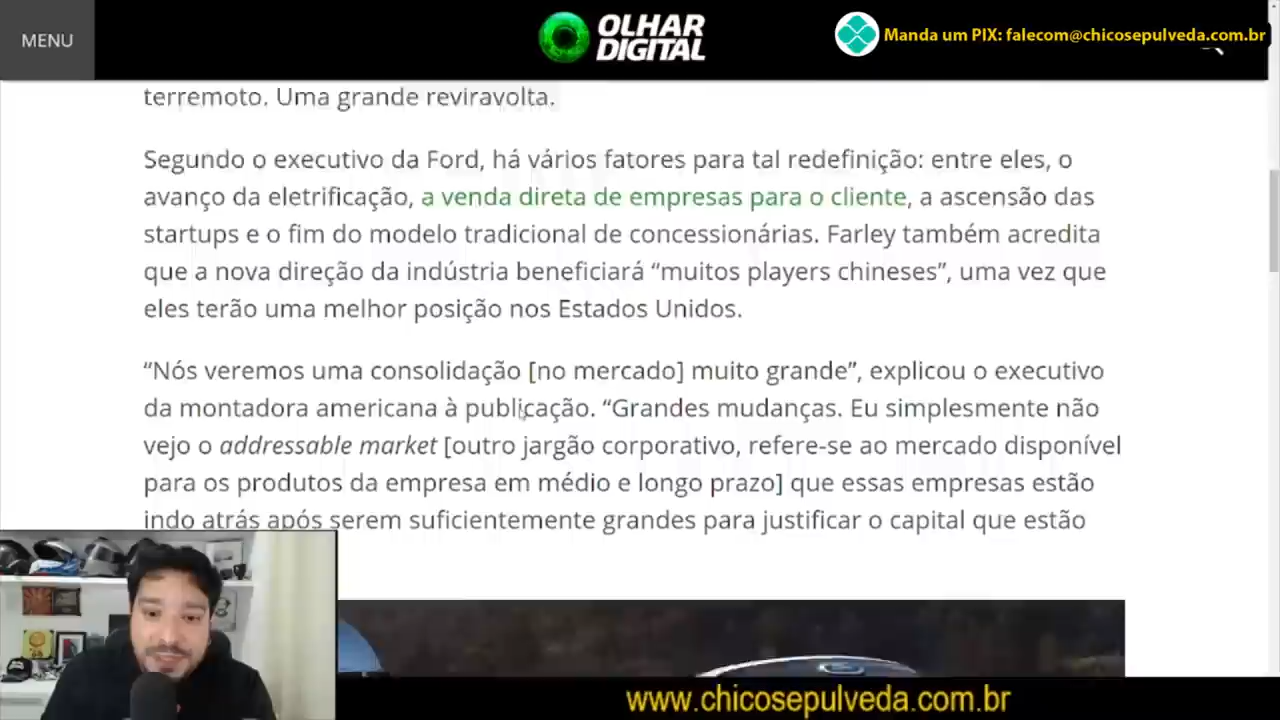 MENU
OLHAR
DIGITAL
Manda um PIX: falecom@chicosepulveda.com.br
terremoto. Uma grande reviravolta.
Segundo o executivo da Ford, há vários fatores para tal redefinição: entre eles, o
avanço da eletrificação, a venda direta de empresas para o cliente, a ascensão das
startups e o fim do modelo tradicional de concessionárias. Farley também acredita
que a nova direção da indústria beneficiará “muitos players chineses”, uma vez que
eles terão uma melhor posição nos Estados Unidos.
“Nós veremos uma consolidação [no mercado] muito grande”, explicou o executivo
da montadora americana à publicação. “Grandes mudanças. Eu simplesmente não
vejo o addressable market [outro jargão corporativo, refere-se ao mercado disponível
para os produtos da empresa em médio e longo prazo] que essas empresas estão
indo atrás após serem suficientemente grandes para justificar o capital que estão
www.chicosepulveda.com.br